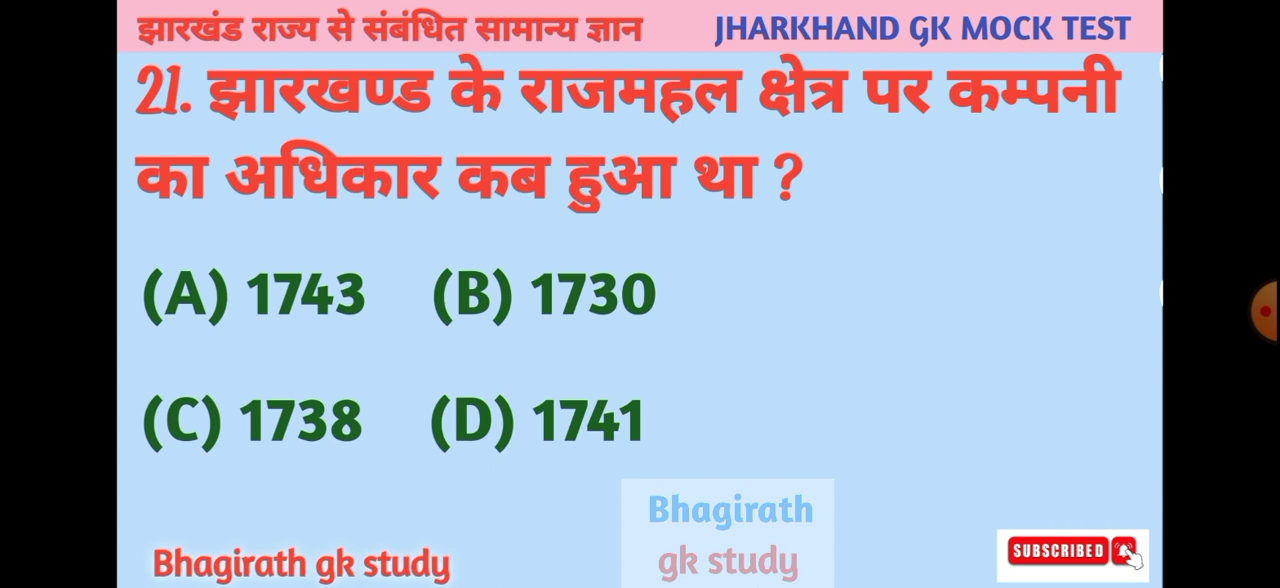 झारखंड राज्य से संबंधित सामान्य ज्ञान JHARKHAND GK MOCK TEST
21. झारखण्ड के राजमहल क्षेत्र पर कम्पनी
का अधिकार कब हुआ था ?
(A) 1743 (B) 1730
(C) 1738 (D) 1741
Bhagirath
gk study
Bhagirath gk study
SUBSCRIBED